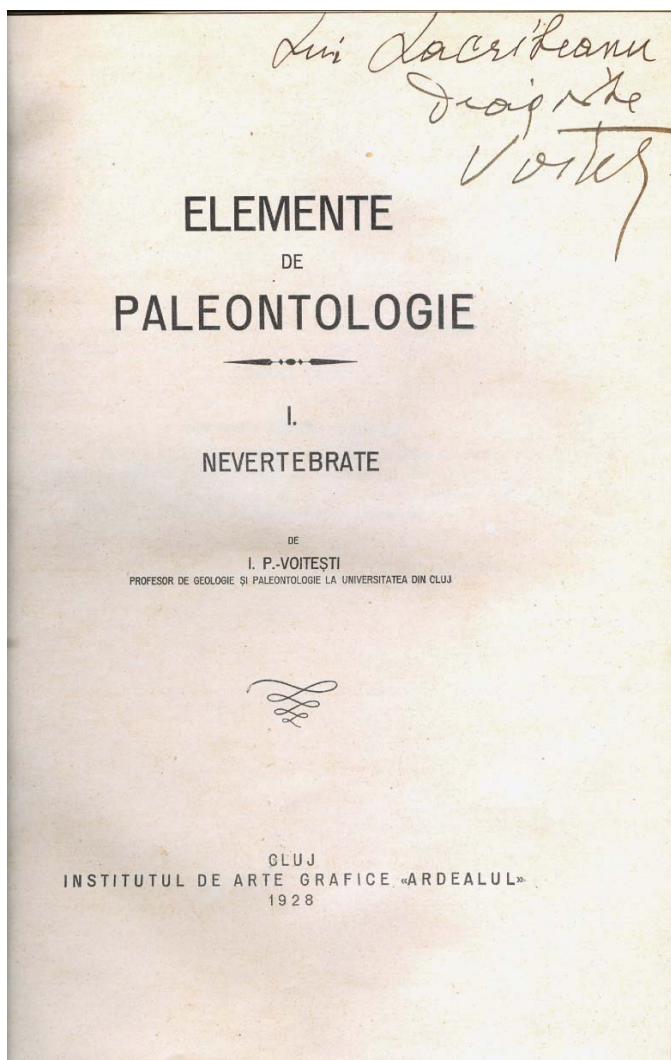 Lui Lacriteanu
dragoste
ELEMENTE
DE
PALEONTOLOGIE
I.
NEVERTEBRATE
DE
I. P.-VOITEȘTI
PROFESOR DE GEOLOGIE ȘI PALEONTOLOGIE LA UNIVERSITATEA DIN CLUJ
CLUJ
INSTITUTUL DE ARTE GRAFICE «ARDEALUL»
1928